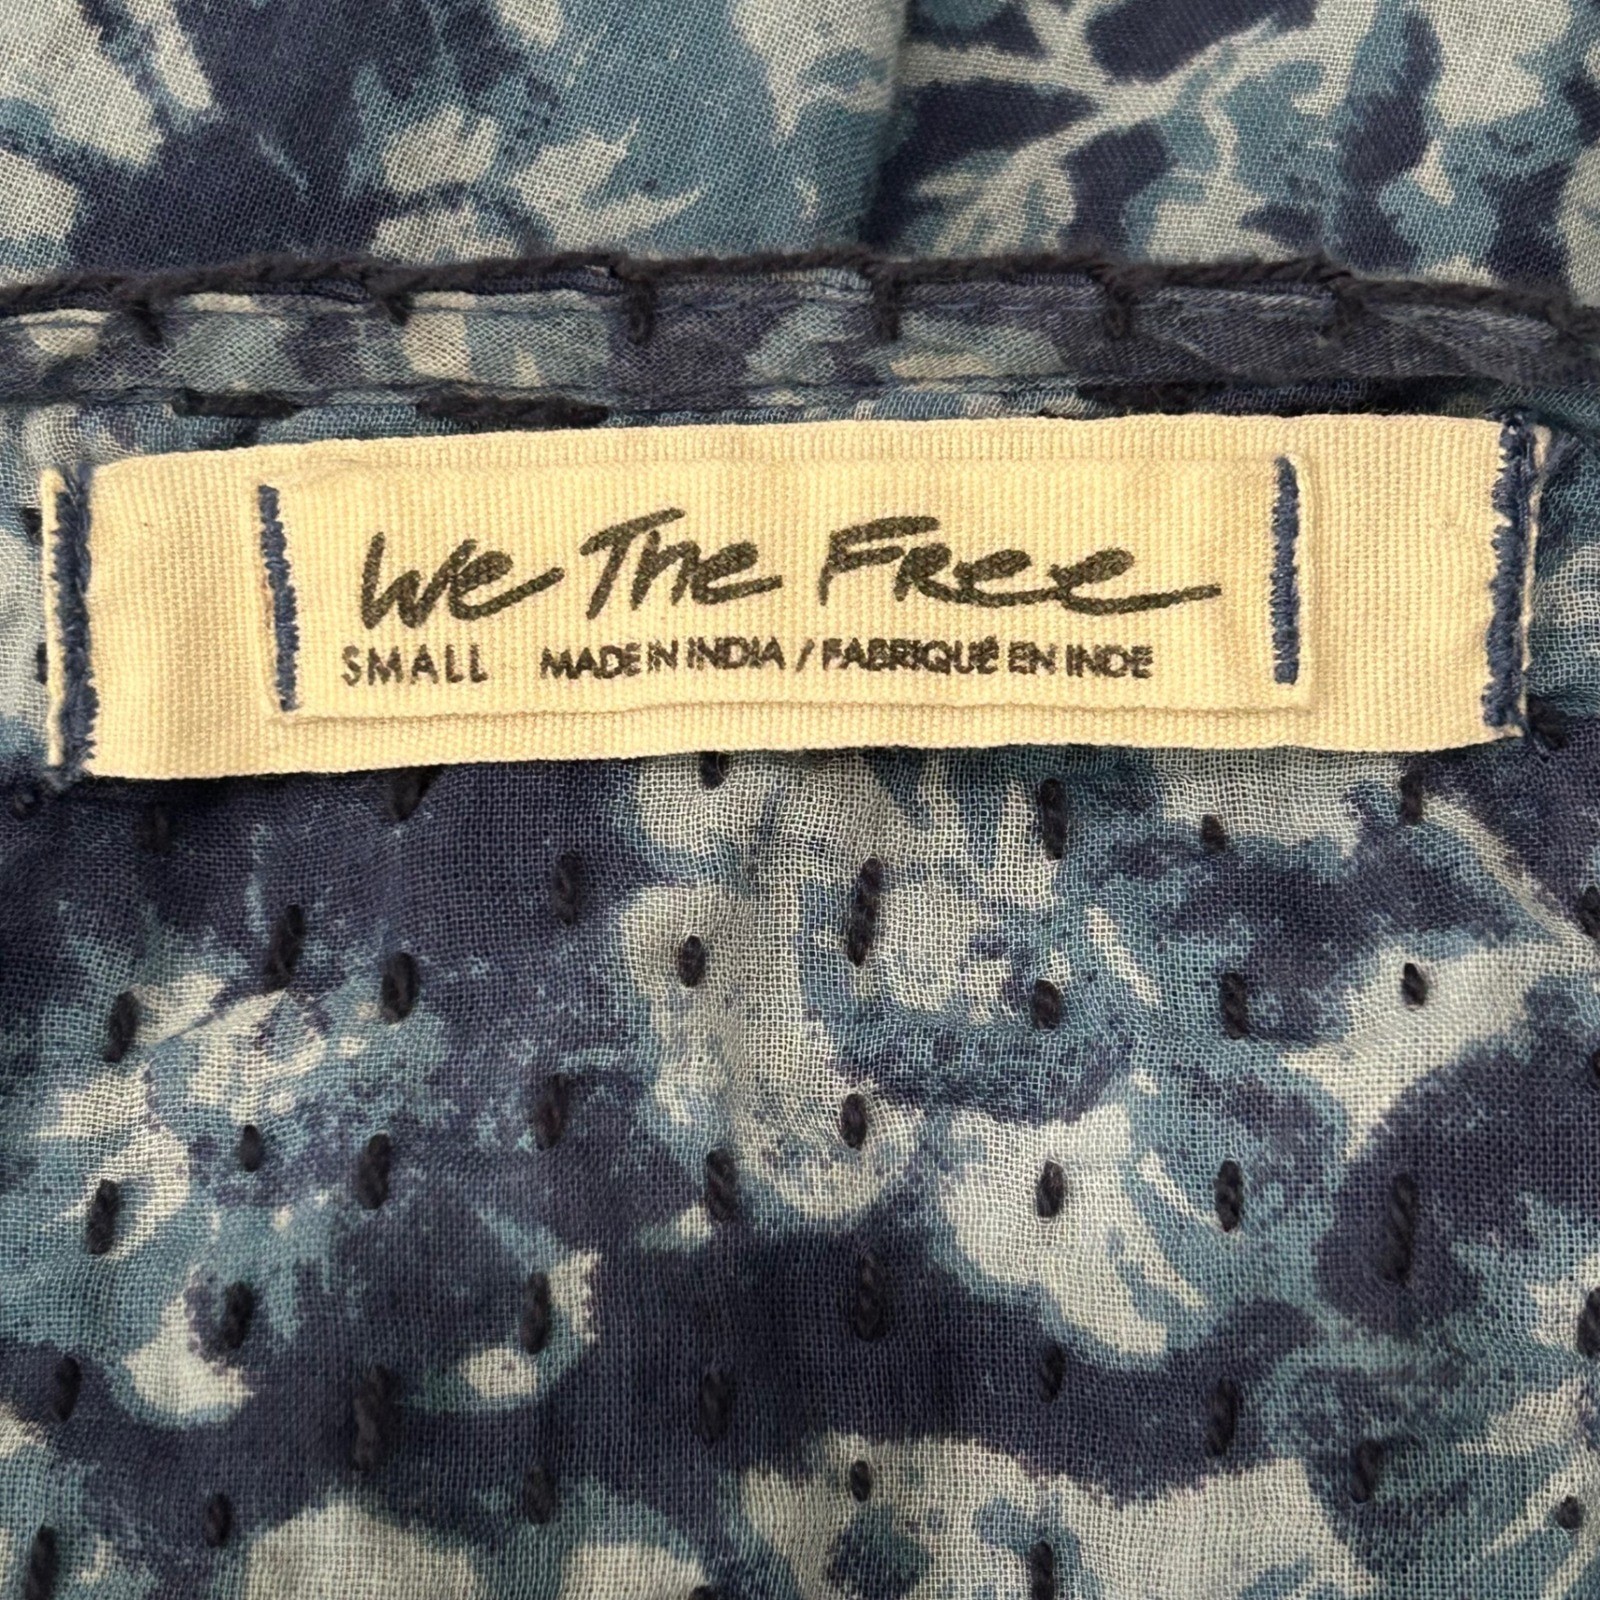 We The Free
SMALL MADE IN INDIA / FABRIQUÉ EN INDE